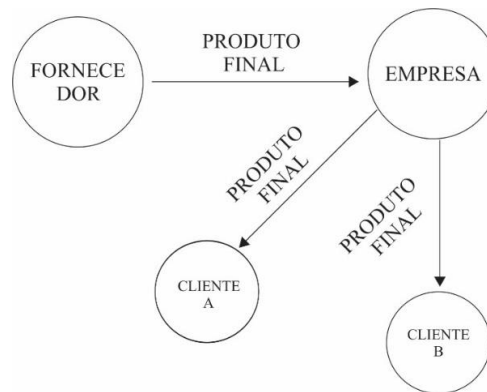 FORNECE
DOR
PRODUTO
FINAL
EMPRESA
PRODUTO
FINAL
PRODUTO
FINAL
CLIENTE
A
CLIENTE
B